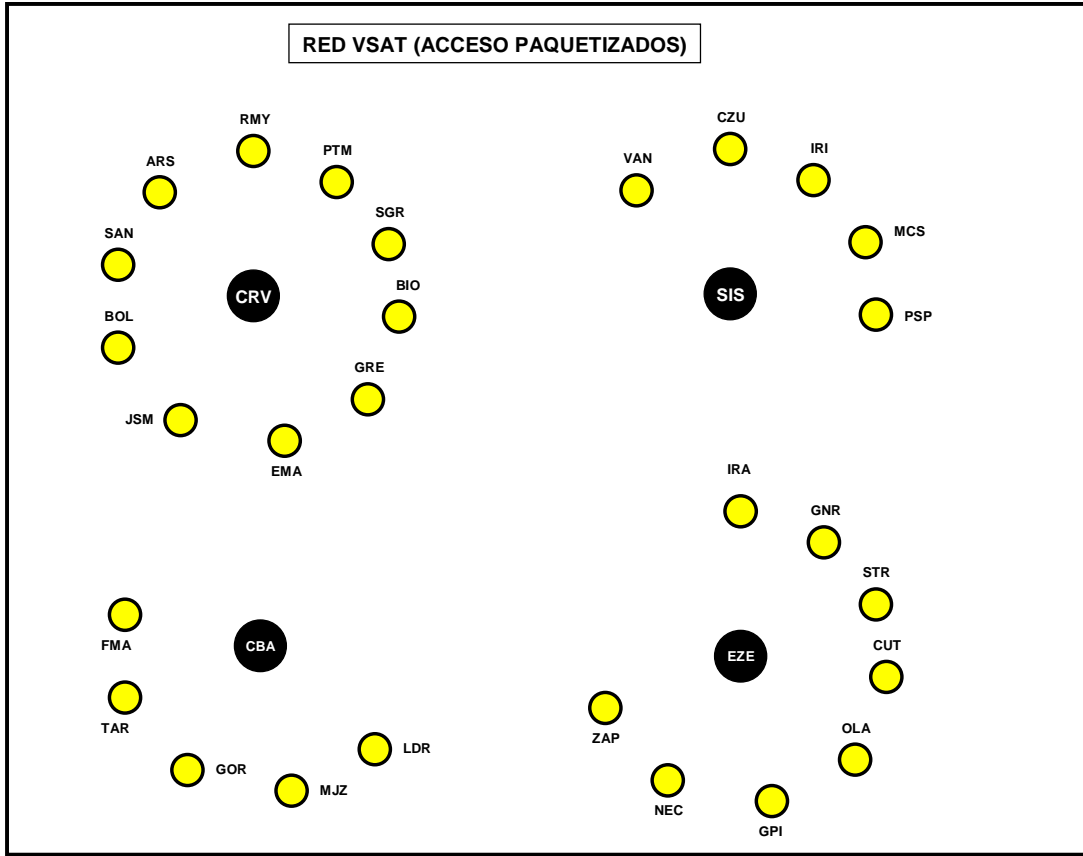 RED VSAT (ACCESO PAQUETIZADOS)
RMY
ARS
PTM
SGR
SAN
CRV
BIO
BOL
GRE
JSM
EMA
CZU
VAN
IRI
MCS
SIS
PSP
FMA
CBA
TAR
LDR
GOR
MJZ
IRA
GNR
STR
CUT
EZE
ZAP
OLA
NEC
GPI